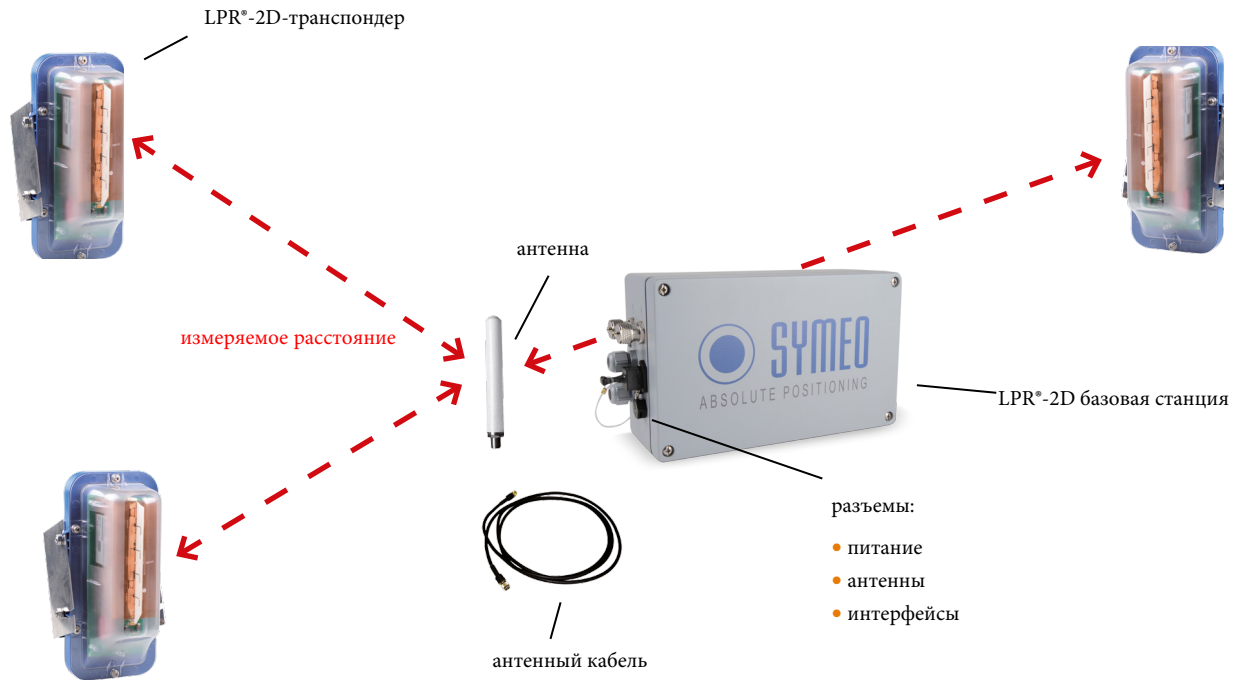 LPR®-2D-транспондер
антенна
измеряемое расстояние
SYMEO
ABSOLUTE POSITIONING
LPR®-2D базовая станция
разъемы:
• питание
• антенны
• интерфейсы
антенный кабель